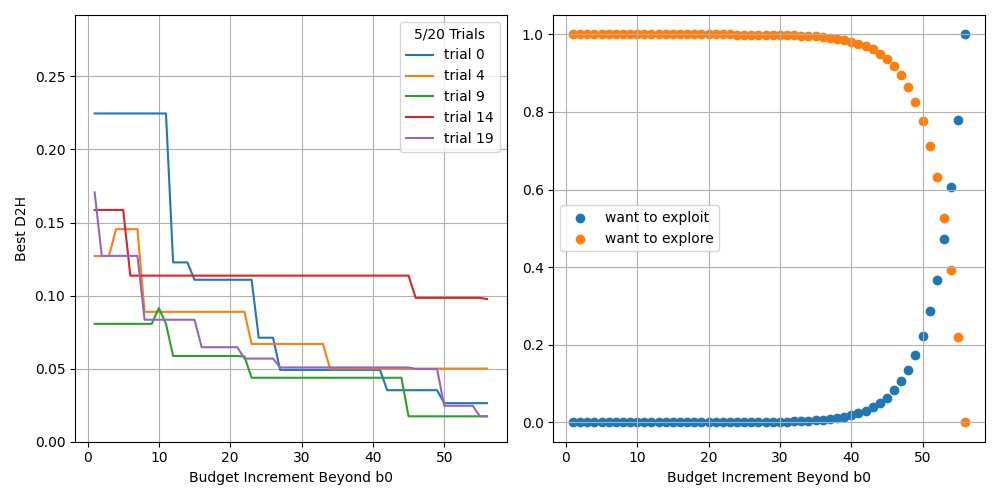 5/20 Trials
trial 0
trial 4
trial 9
trial 14
trial 19
0.25
0.20
0.15
0.10
0.05
0.00
Best D2H
0
10
20
30
40
50
Budget Increment Beyond b0
1.0
0.8
0.6
0.4
0.2
0.0
want to exploit
want to explore
0
10
20
30
40
50
Budget Increment Beyond b0